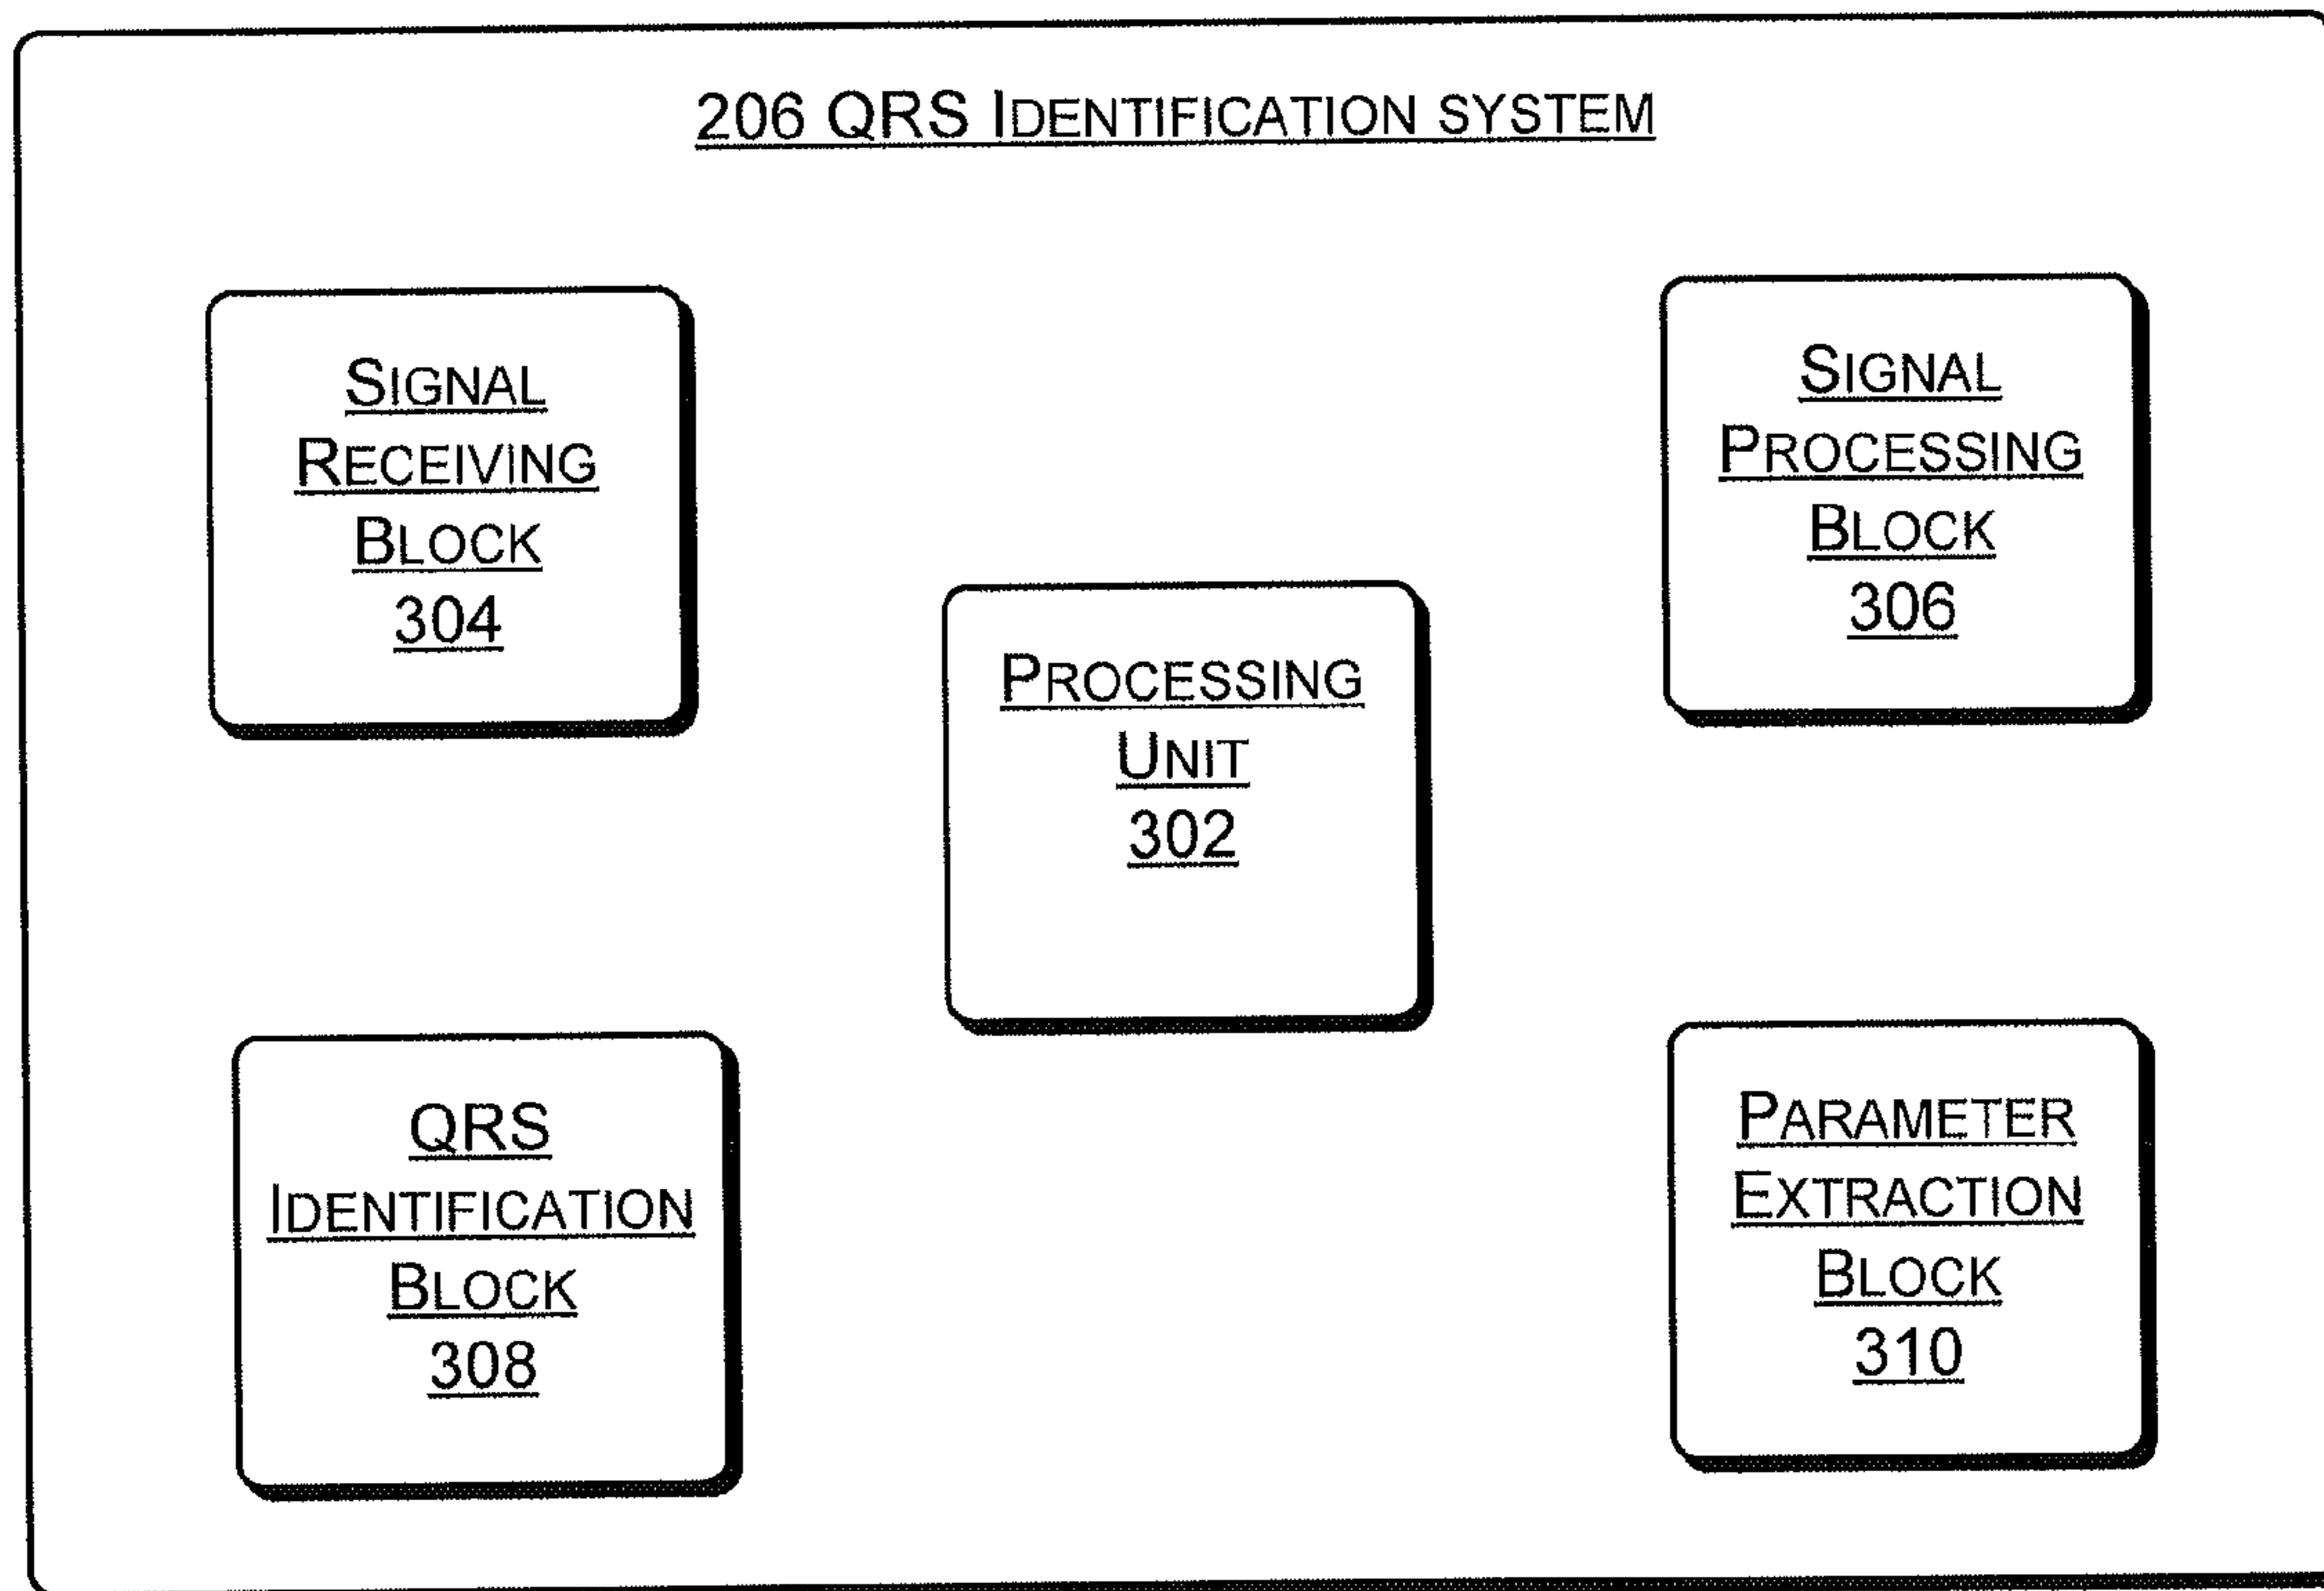 206 QRS IDENTIFICATION SYSTEM
SIGNAL
RECEIVING
BLOCK
304
SIGNAL
PROCESSING
BLOCK
306
PROCESSING
UNIT
302
QRS
IDENTIFICATION
BLOCK
308
PARAMETER
EXTRACTION
BLOCK
310